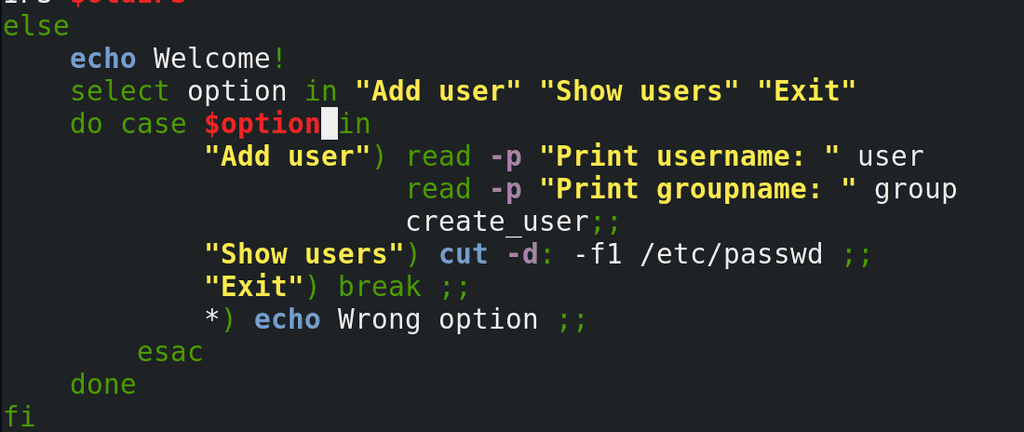 else
    echo Welcome!
    select option in "Add user" "Show users" "Exit"
    do case $option in
            "Add user") read -p "Print username: " user
                        read -p "Print groupname: " group
                        create_user;;
            "Show users") cut -d: -f1 /etc/passwd ;;
            "Exit") break ;;
            *) echo Wrong option ;;
        esac
    done
fi